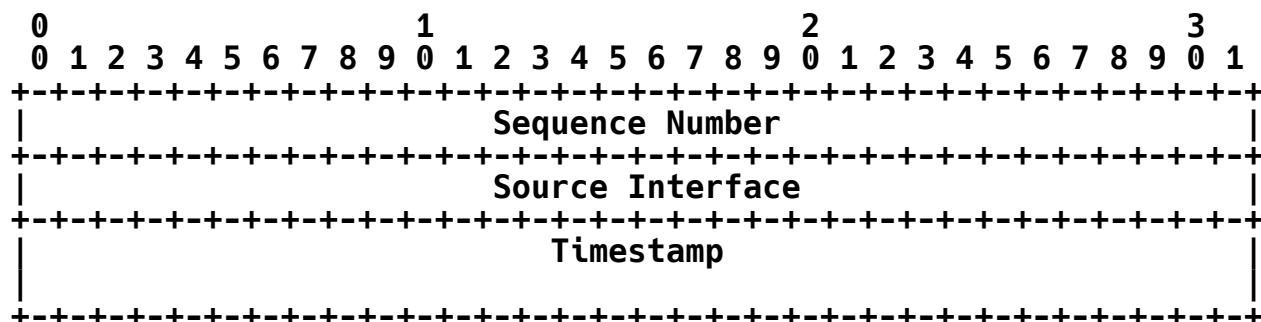 0                   1                   2                   3
 0 1 2 3 4 5 6 7 8 9 0 1 2 3 4 5 6 7 8 9 0 1 2 3 4 5 6 7 8 9 0 1
+-+-+-+-+-+-+-+-+-+-+-+-+-+-+-+-+-+-+-+-+-+-+-+-+-+-+-+-+-+-+-+-+
|                        Sequence Number                        |
+-+-+-+-+-+-+-+-+-+-+-+-+-+-+-+-+-+-+-+-+-+-+-+-+-+-+-+-+-+-+-+-+
|                        Source Interface                       |
+-+-+-+-+-+-+-+-+-+-+-+-+-+-+-+-+-+-+-+-+-+-+-+-+-+-+-+-+-+-+-+-+
|                           Timestamp                           |
|                                                               |
+-+-+-+-+-+-+-+-+-+-+-+-+-+-+-+-+-+-+-+-+-+-+-+-+-+-+-+-+-+-+-+-+